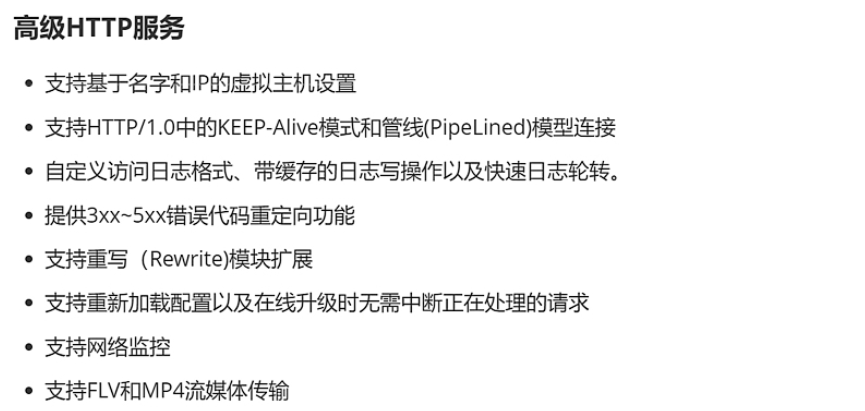 高级HTTP服务
支持基于名字和IP的虚拟主机设置
支持HTTP/1.0中的KEEP-Alive模式和管线(PipeLined)模型连接
自定义访问日志格式、带缓存的日志写操作以及快速日志轮转。
提供3xx~5xx错误代码重定向功能
支持重写（Rewrite)模块扩展
支持重新加载配置以及在线升级时无需中断正在处理的请求
支持网络监控
支持FLV和MP4流媒体传输